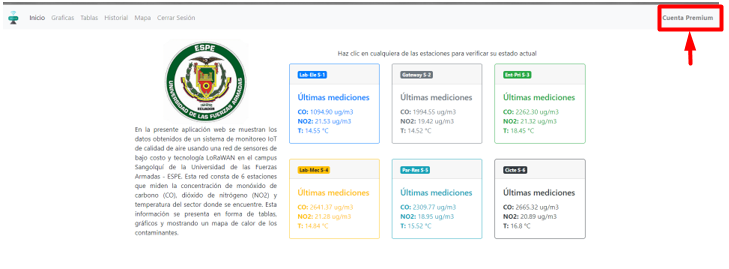 Inicio Graficas Tablas Historial Mapa Cerrar Sesión
Cuenta Premium
ESPE
UNIVERSIDAD DE LAS FUERZAS ARMADAS
ECUADOR
En la presente aplicación web se muestran los
datos obtenidos de un sistema de monitoreo IoT
de calidad de aire usando una red de sensores de
bajo costo y tecnología LoRaWAN en el campus
Sangolquí de la Universidad de las Fuerzas
Armadas - ESPE. Esta red consta de 6 estaciones
que miden la concentración de monóxido de
carbono (CO), dióxido de nitrógeno (NO2) y
temperatura del sector donde se encuentre. Esta
información se presenta en forma de tablas,
gráficos y mostrando un mapa de calor de los
contaminantes.
Haz clic en cualquiera de las estaciones para verificar su estado actual
Lab-Eie S-1
Últimas mediciones
CO: 1094.90 ug/m3
NO2: 21.53 ug/m3
T: 14.55 °C
Gateway S-2
Últimas mediciones
CO: 1994.55 ug/m3
NO2: 19.42 ug/m3
T: 14.52 °C
Ent-Pri S-3
Últimas mediciones
CO: 2262.30 ug/m3
NO2: 21.32 ug/m3
T: 18.45 °C
Lab-Mec S-4
Últimas mediciones
CO: 2641.37 ug/m3
NO2: 21.28 ug/m3
T: 14.64 °C
Par-Rec S-5
Últimas mediciones
CO: 2309.77 ug/m3
NO2: 18.95 ug/m3
T: 15.52 °C
Cicte S-6
Últimas mediciones
CO: 2665.32 ug/m3
NO2: 20.89 ug/m3
T: 16.8 °C